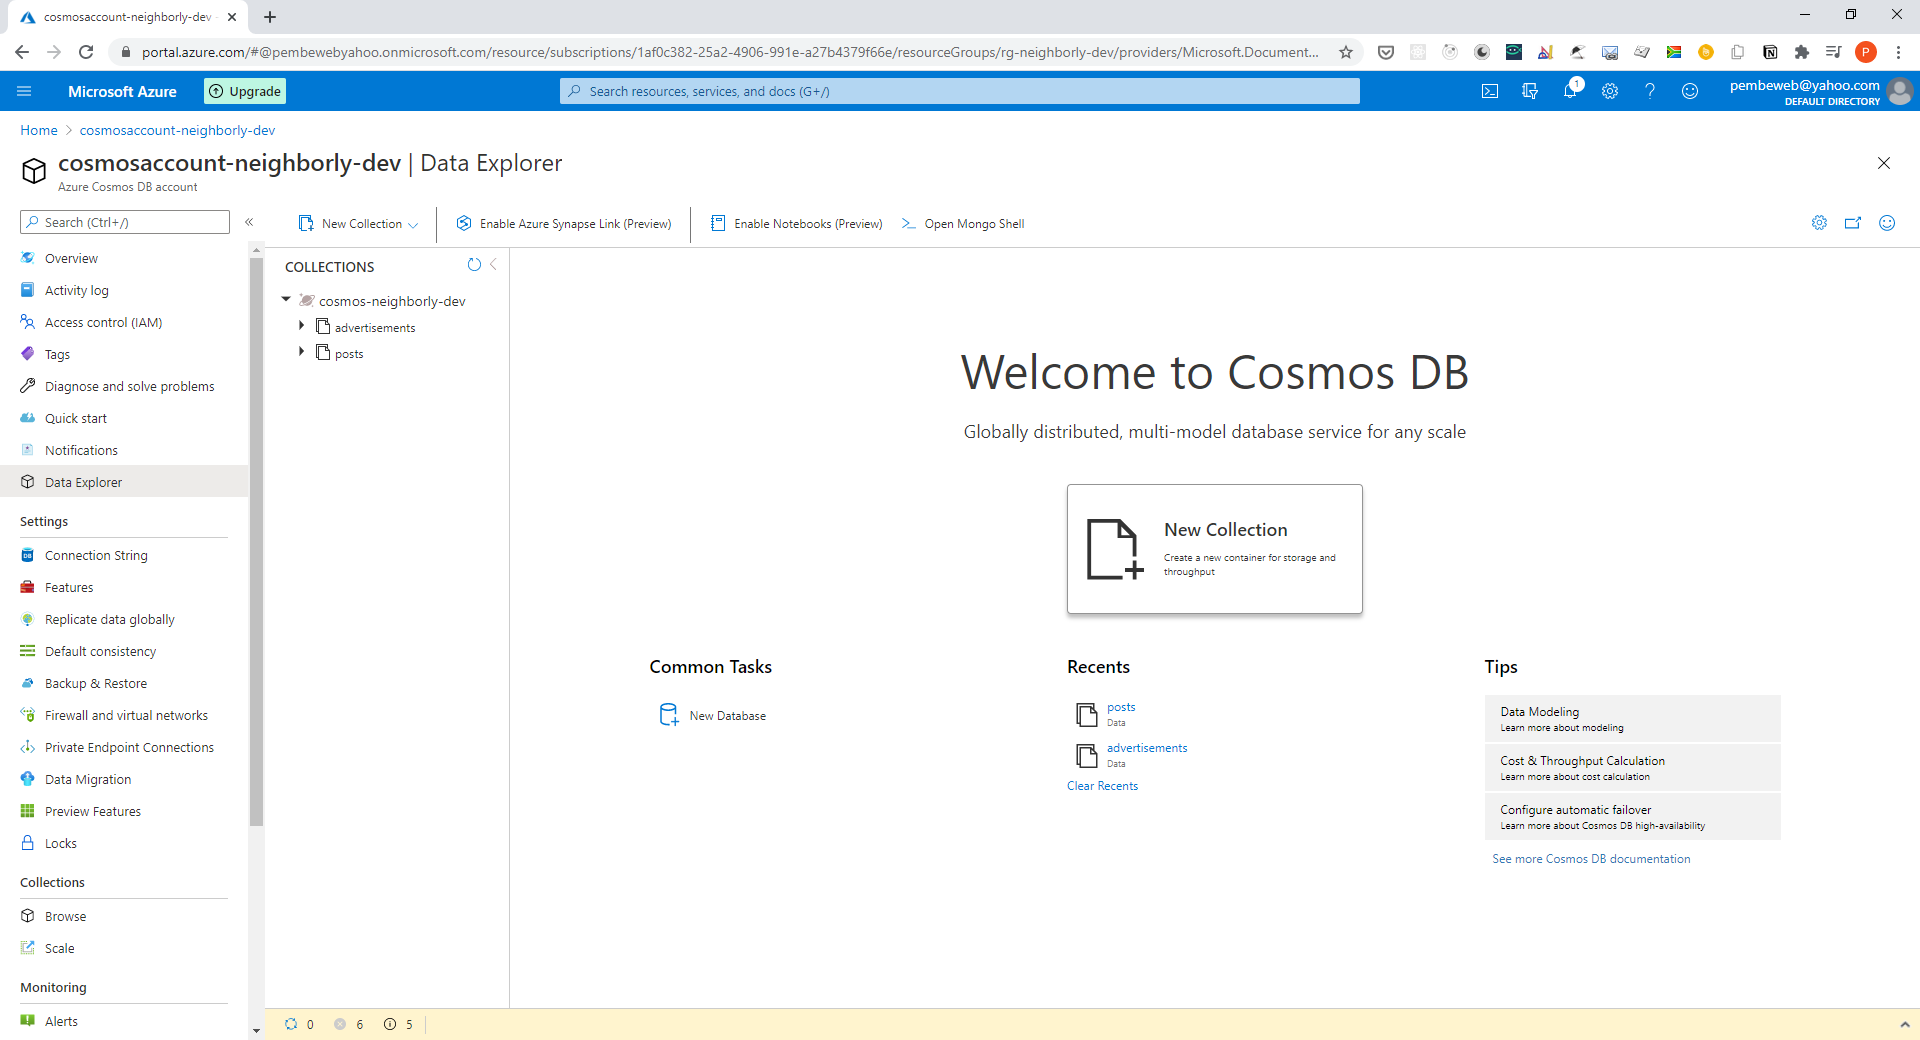 cosmosaccount-neighborly-dev
portal.azure.com/#@pembewebyahoo.onmicrosoft.com/resource/subscriptions/1af0c382-25a2-4906-991e-a27b4379f66e/resourceGroups/rg-neighborly-dev/providers/Microsoft.Document...
P
Microsoft Azure
Upgrade
Search resources, services, and docs (G+/)
1
pembeweb@yahoo.com
DEFAULT DIRECTORY
Home > cosmosaccount-neighborly-dev
cosmosaccount-neighborly-dev | Data Explorer
Azure Cosmos DB account
Search (Ctrl+/)
«
New Collection
Enable Azure Synapse Link (Preview)
Enable Notebooks (Preview)
Open Mongo Shell
Overview
Activity log
Access control (IAM)
Tags
Diagnose and solve problems
Quick start
Notifications
Data Explorer
Settings
Connection String
Features
Replicate data globally
Default consistency
Backup & Restore
Firewall and virtual networks
Private Endpoint Connections
Data Migration
Preview Features
Locks
Collections
Browse
Scale
Monitoring
Alerts
COLLECTIONS
cosmos-neighborly-dev
advertisements
posts
Welcome to Cosmos DB
Globally distributed, multi-model database service for any scale
New Collection
Create a new container for storage and
throughput
Common Tasks
New Database
Recents
posts
Data
advertisements
Data
Clear Recents
Tips
Data Modeling
Learn more about modeling
Cost & Throughput Calculation
Learn more about cost calculation
Configure automatic failover
Learn more about Cosmos DB high-availability
See more Cosmos DB documentation
0 6 5